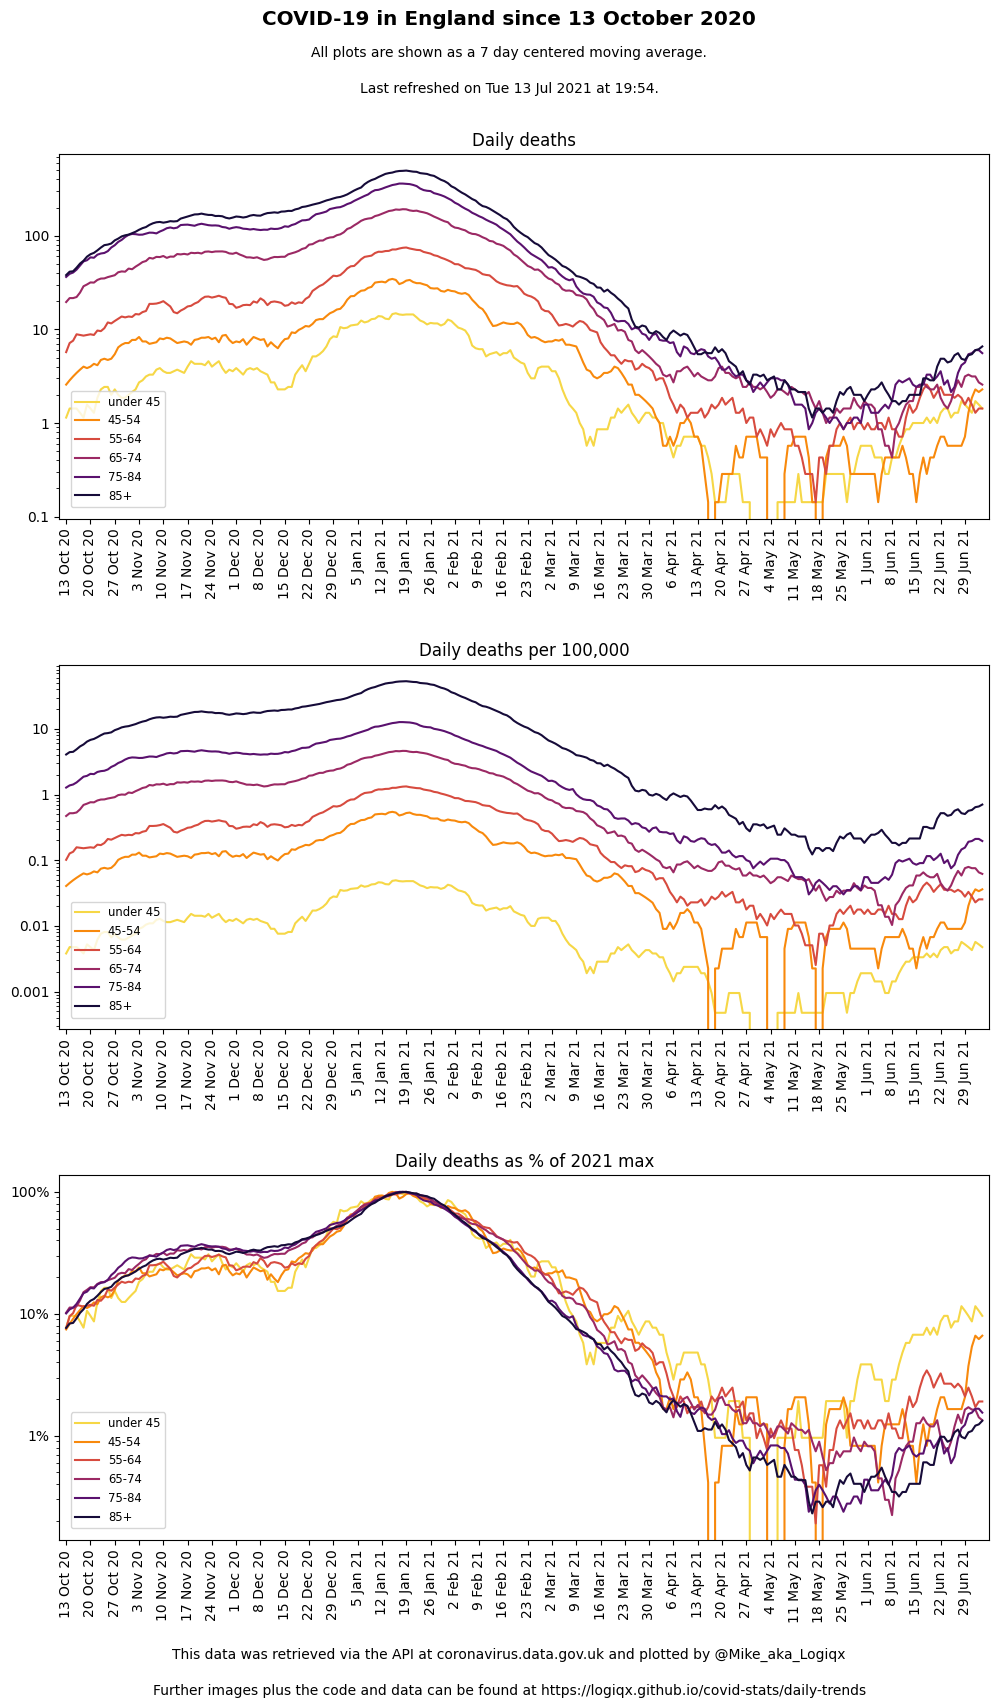 COVID-19 in England since 13 October 2020
All plots are shown as a 7 day centered moving average.
Last refreshed on Tue 13 Jul 2021 at 19:54.
Daily deaths
100
10
1
0.1
under 45
45-54
55-64
65-74
75-84
85+
13 Oct 20
20 Oct 20
27 Oct 20
3 Nov 20
10 Nov 20
17 Nov 20
24 Nov 20
1 Dec 20
8 Dec 20
15 Dec 20
22 Dec 20
29 Dec 20
5 Jan 21
12 Jan 21
19 Jan 21
26 Jan 21
2 Feb 21
9 Feb 21
16 Feb 21
23 Feb 21
2 Mar 21
9 Mar 21
16 Mar 21
23 Mar 21
30 Mar 21
6 Apr 21
13 Apr 21
20 Apr 21
27 Apr 21
4 May 21
11 May 21
18 May 21
25 May 21
1 Jun 21
8 Jun 21
15 Jun 21
22 Jun 21
29 Jun 21
Daily deaths per 100,000
10
1
0.1
0.01
0.001
under 45
45-54
55-64
65-74
75-84
85+
13 Oct 20
20 Oct 20
27 Oct 20
3 Nov 20
10 Nov 20
17 Nov 20
24 Nov 20
1 Dec 20
8 Dec 20
15 Dec 20
22 Dec 20
29 Dec 20
5 Jan 21
12 Jan 21
19 Jan 21
26 Jan 21
2 Feb 21
9 Feb 21
16 Feb 21
23 Feb 21
2 Mar 21
9 Mar 21
16 Mar 21
23 Mar 21
30 Mar 21
6 Apr 21
13 Apr 21
20 Apr 21
27 Apr 21
4 May 21
11 May 21
18 May 21
25 May 21
1 Jun 21
8 Jun 21
15 Jun 21
22 Jun 21
29 Jun 21
Daily deaths as % of 2021 max
100%
10%
1%
under 45
45-54
55-64
65-74
75-84
85+
13 Oct 20
20 Oct 20
27 Oct 20
3 Nov 20
10 Nov 20
17 Nov 20
24 Nov 20
1 Dec 20
8 Dec 20
15 Dec 20
22 Dec 20
29 Dec 20
5 Jan 21
12 Jan 21
19 Jan 21
26 Jan 21
2 Feb 21
9 Feb 21
16 Feb 21
23 Feb 21
2 Mar 21
9 Mar 21
16 Mar 21
23 Mar 21
30 Mar 21
6 Apr 21
13 Apr 21
20 Apr 21
27 Apr 21
4 May 21
11 May 21
18 May 21
25 May 21
1 Jun 21
8 Jun 21
15 Jun 21
22 Jun 21
29 Jun 21
This data was retrieved via the API at coronavirus.data.gov.uk and plotted by @Mike_aka_Logiqx
Further images plus the code and data can be found at https://logiqx.github.io/covid-stats/daily-trends